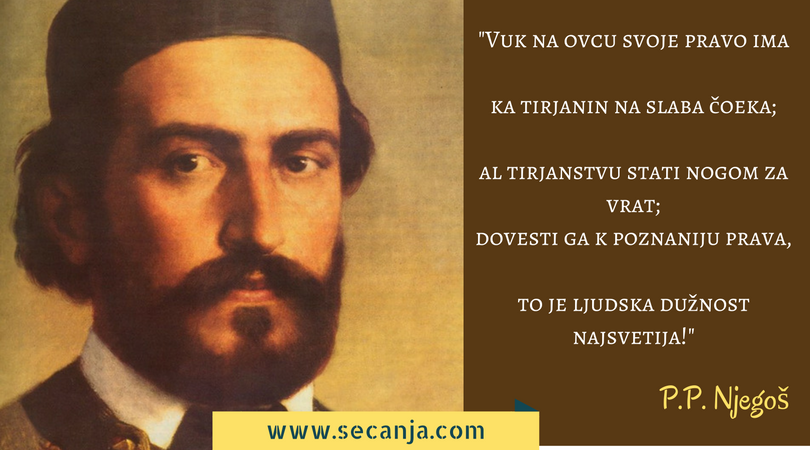 "Vuk na ovcu svoje pravo ima
ka tirjanin na slaba čoeka;
al tirjanstvu stati nogom za
vrat;
dovesti ga k poznaniju prava,
to je ljudska dužnost
najsvetija!"
P.P. Njegoš
www.secanja.com